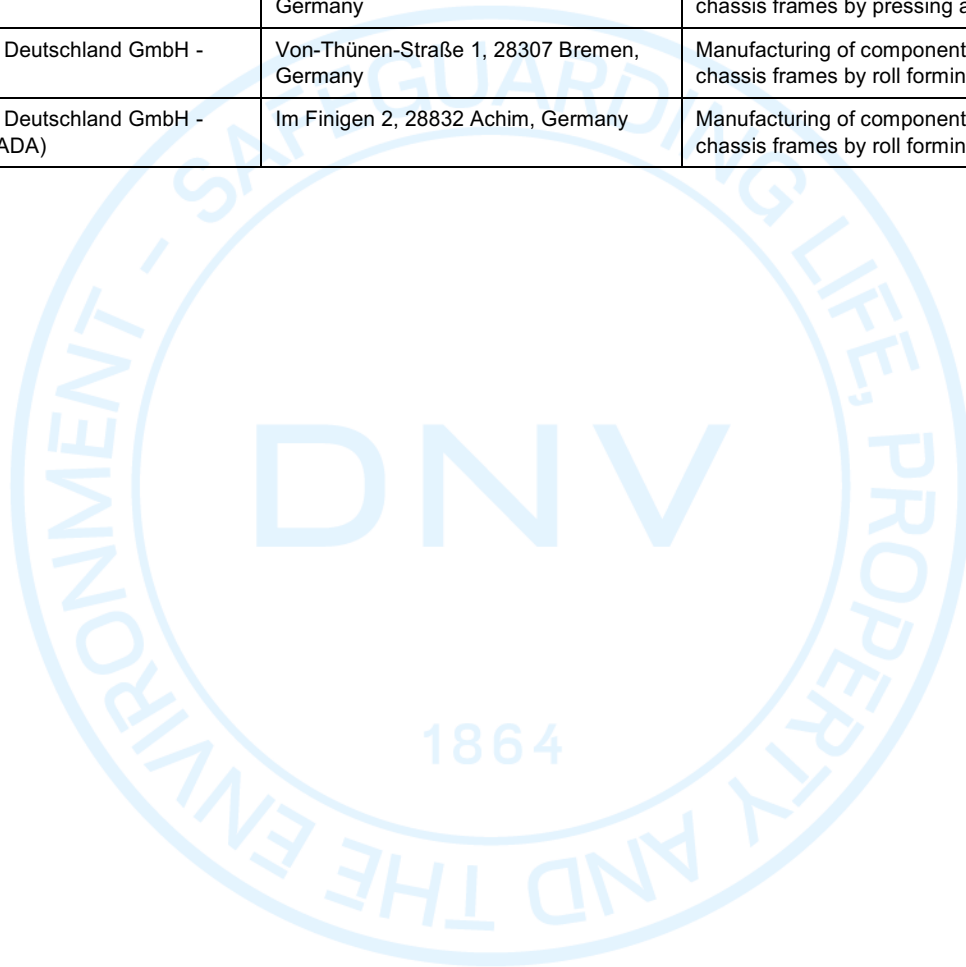 Germany
chassis frames by pressing a
Deutschland GmbH -
Von-Thünen-Straße 1, 28307 Bremen,
Germany
Manufacturing of component
chassis frames by roll formin
Deutschland GmbH -
ADA)
Im Finigen 2, 28832 Achim, Germany
Manufacturing of component
chassis frames by roll formin
SAFEGUARDING LIFE, PROPERTY AND THE ENVIRONMENT -
DNV
1864